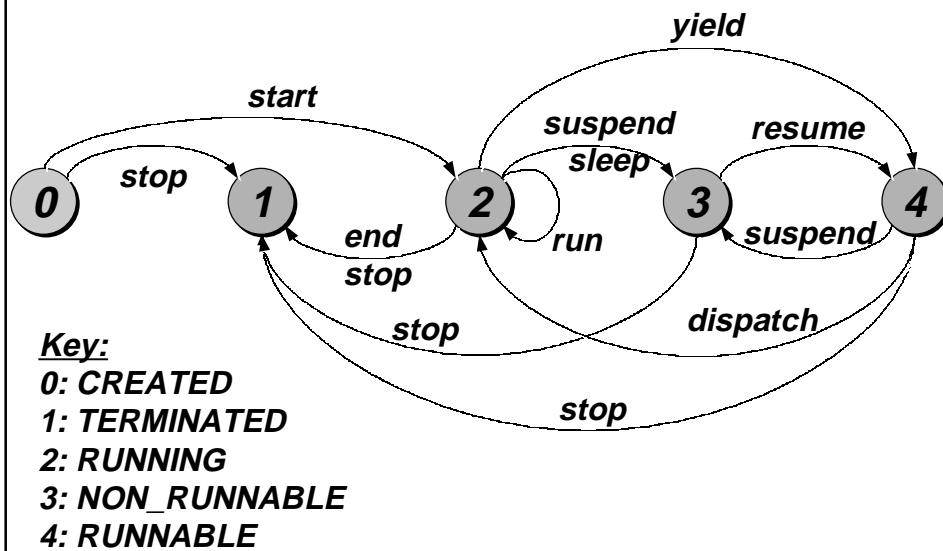 yield
start
suspend
resume
sleep
stop
0
1
2
3
4
end
run
suspend
stop
stop
dispatch
stop
Key:
0: CREATED
1: TERMINATED
2: RUNNING
3: NON_RUNNABLE
4: RUNNABLE